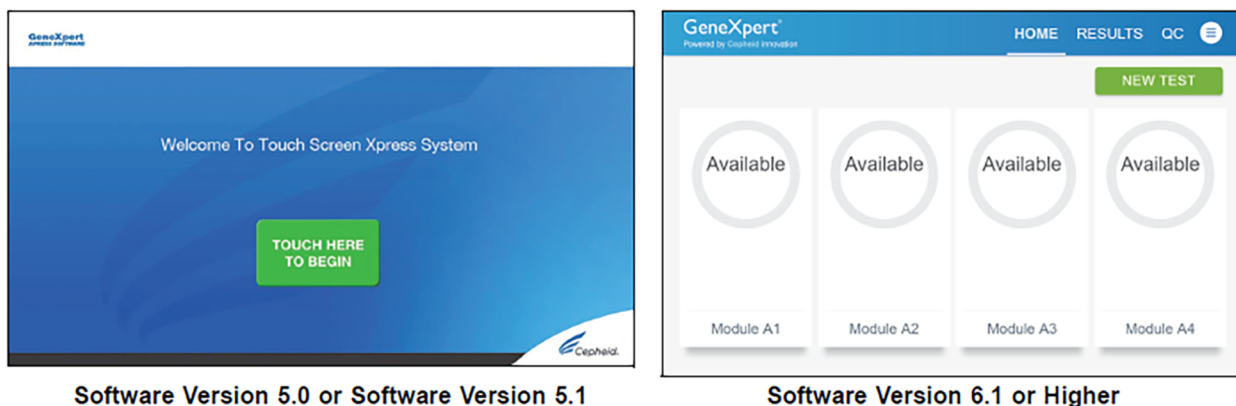 GeneXpert
XPRESS SOFTWARE
Welcome To Touch Screen Xpress System
TOUCH HERE
TO BEGIN
Cepheid.
Software Version 5.0 or Software Version 5.1
GeneXpert®
Powered by Cepheid Innovation
HOME RESULTS QC
NEW TEST
Available Available Available Available
Module A1 Module A2 Module A3 Module A4
Software Version 6.1 or Higher